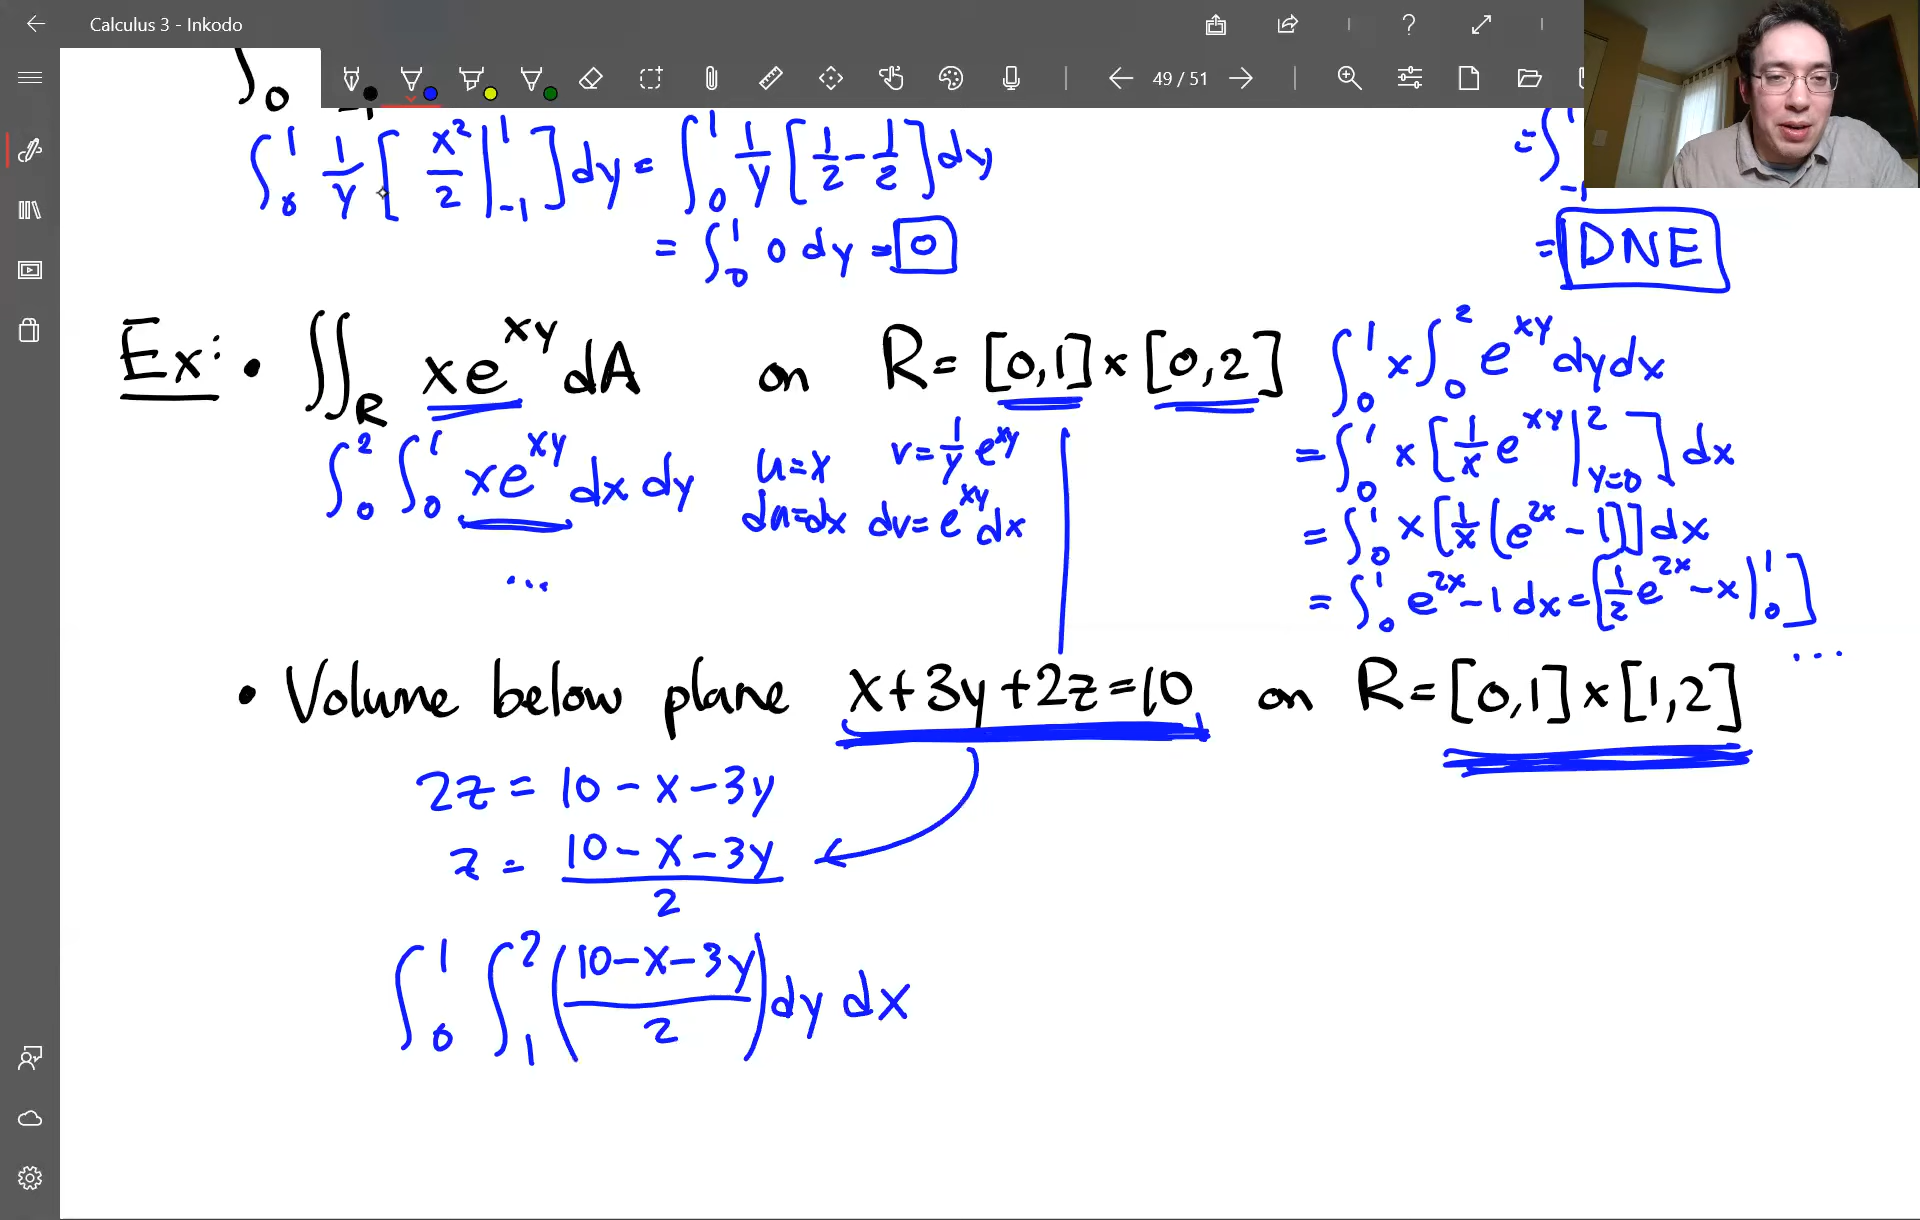 Calculus 3 - Inkodo
49 / 51
∫₀
∫₀¹ 1/y [ x²/2 |₋₁¹ ] dy = ∫₀¹ 1/y [ 1/2 - 1/2 ] dy
= ∫₀¹ 0 dy = 0
= ∫₋₁
= DNE
Ex: • ∬_R xe^{xy} dA on R = [0,1] × [0,2]
∫₀² ∫₀¹ xe^{xy} dx dy
u = x v = 1/y e^{xy}
du = dx dv = e^{xy} dx
...
∫₀¹ x ∫₀² e^{xy} dy dx
= ∫₀¹ x [ 1/x e^{xy} |_{y=0}^{2} ] dx
= ∫₀¹ x [ 1/x (e^{2x} - 1) ] dx
= ∫₀¹ e^{2x} - 1 dx = [ 1/2 e^{2x} - x |₀¹ ]
...
• Volume below plane x + 3y + 2z = 10 on R = [0,1] × [1,2]
2z = 10 - x - 3y
z = (10 - x - 3y)/2
∫₀¹ ∫₁² ( (10 - x - 3y)/2 ) dy dx